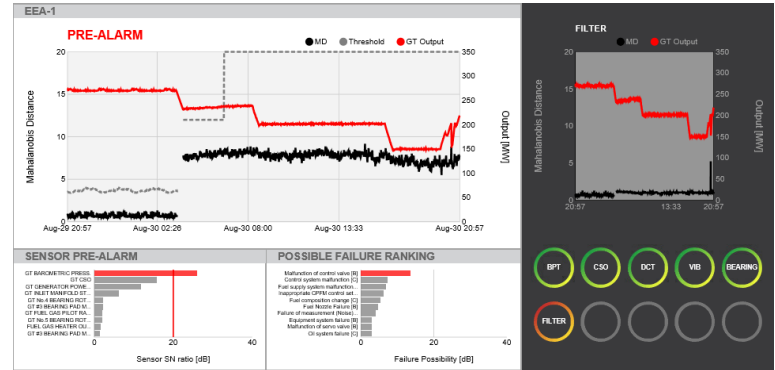 EEA-1
PRE-ALARM
MD Threshold GT Output
20
15
10
5
0
Mahalanobis Distance
350
300
250
200
150
100
50
0
Output [MW]
Aug-29 20:57 Aug-30 02:26 Aug-30 08:00 Aug-30 13:33 Aug-30 20:57
SENSOR PRE-ALARM
GT BAROMETRIC PRESS.
GT CSO
GT GENERATOR POWE...
GT INLET MANIFOLD ST...
GT No.4 BEARING ROT...
GT #3 BEARING PAD M...
GT FUEL GAS PILOT RA...
GT No.5 BEARING ROT...
FUEL GAS HEATER OU...
GT #3 BEARING PAD M...
0 20 40
Sensor SN ratio [dB]
POSSIBLE FAILURE RANKING
Malfunction of control valve [B]
Control system malfunction [C]
Fuel supply system malfunction...
Inappropriate CPFM control set...
Fuel composition change [C]
Fuel Nozzle Failure [B]
Failure of measurement (Noise)...
Equipment system failure [B]
Malfunction of servo valve [B]
Oil system failure [C]
0 20 40
Failure Possibility [dB]
FILTER
MD GT Output
20
15
10
5
0
Mahalanobis Distance
350
300
250
200
150
100
50
0
Output [MW]
20:57 13:33 20:57
BPT CSO DCT VIB BEARING
FILTER